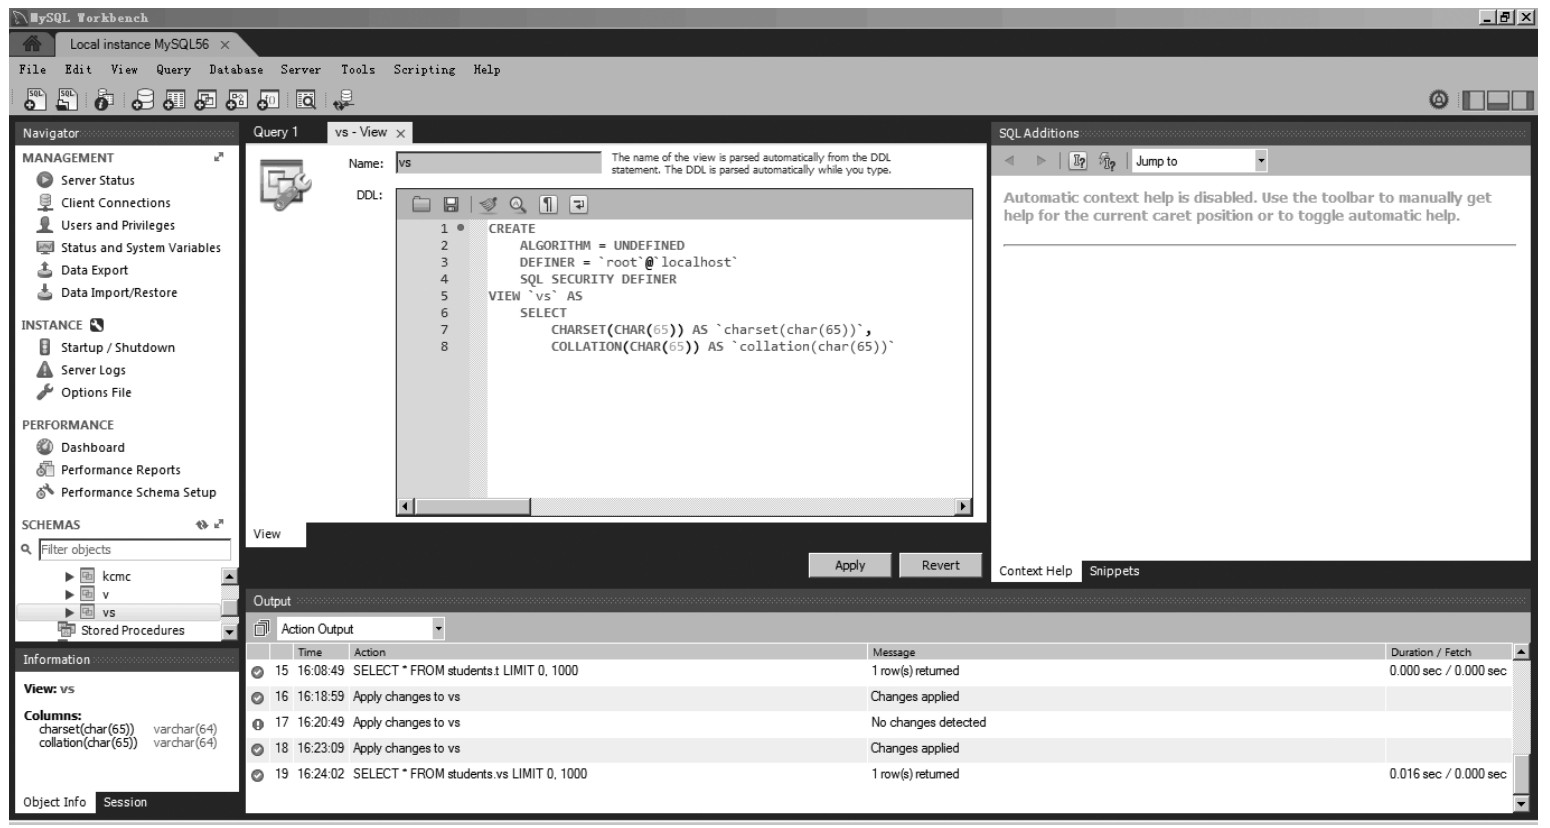 MySQL Workbench
Local instance MySQL56
File Edit View Query Database Server Tools Scripting Help
Navigator
MANAGEMENT
Server Status
Client Connections
Users and Privileges
Status and System Variables
Data Export
Data Import/Restore
INSTANCE
Startup / Shutdown
Server Logs
Options File
PERFORMANCE
Dashboard
Performance Reports
Performance Schema Setup
SCHEMAS
Filter objects
kcmc
v
vs
Stored Procedures
Information
View: vs
Columns:
charset(char(65)) varchar(64)
collation(char(65)) varchar(64)
Object Info Session
Query 1 vs - View
Name: vs
The name of the view is parsed automatically from the DDL
statement. The DDL is parsed automatically while you type.
DDL:
1 CREATE
2 ALGORITHM = UNDEFINED
3 DEFINER = `root`@`localhost`
4 SQL SECURITY DEFINER
5 VIEW `vs` AS
6 SELECT
7 CHARSET(CHAR(65)) AS `charset(char(65))`,
8 COLLATION(CHAR(65)) AS `collation(char(65))`
View
Apply Revert
SQL Additions
Jump to
Automatic context help is disabled. Use the toolbar to manually get
help for the current caret position or to toggle automatic help.
Context Help Snippets
Output
Action Output
Time Action Message Duration / Fetch
15 16:08:49 SELECT * FROM students.t LIMIT 0, 1000 1 row(s) returned 0.000 sec / 0.000 sec
16 16:18:59 Apply changes to vs Changes applied
17 16:20:49 Apply changes to vs No changes detected
18 16:23:09 Apply changes to vs Changes applied
19 16:24:02 SELECT * FROM students.vs LIMIT 0, 1000 1 row(s) returned 0.016 sec / 0.000 sec